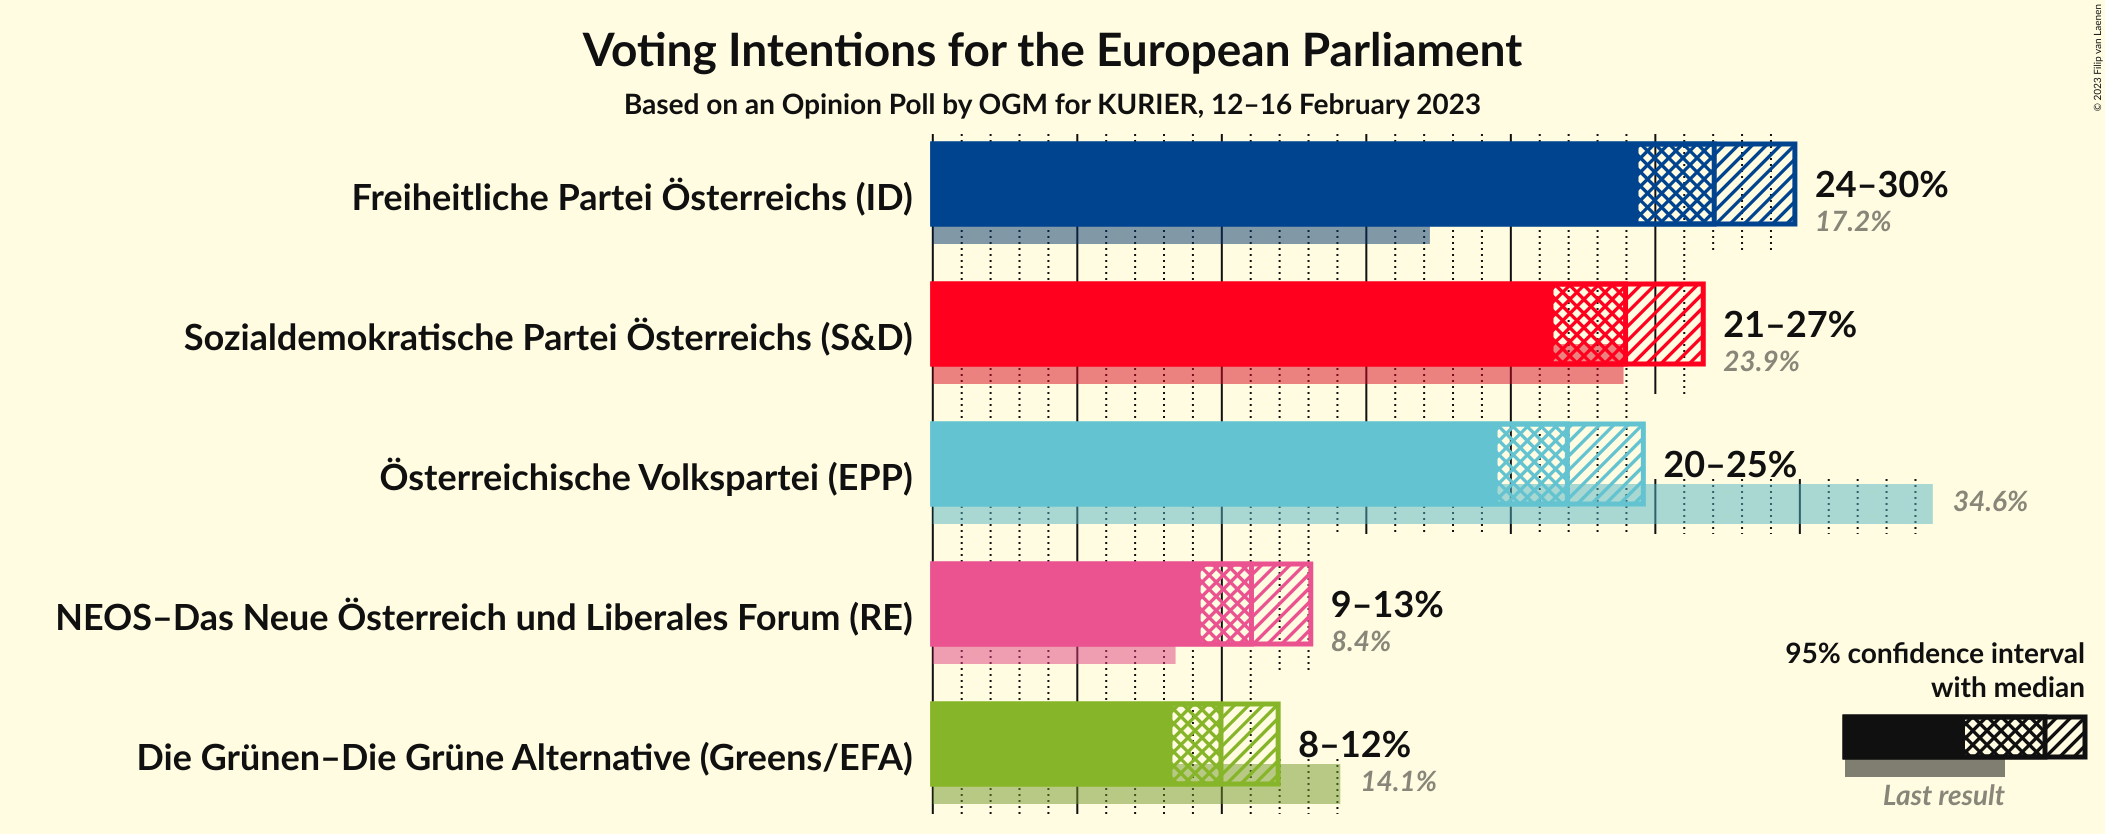 Voting Intentions for the European Parliament
Based on an Opinion Poll by OGM for KURIER, 12–16 February 2023
© 2023 Filip van Laenen
Freiheitliche Partei Österreichs (ID)
24–30%
17.2%
Sozialdemokratische Partei Österreichs (S&D)
21–27%
23.9%
Österreichische Volkspartei (EPP)
20–25%
34.6%
NEOS–Das Neue Österreich und Liberales Forum (RE)
9–13%
8.4%
Die Grünen–Die Grüne Alternative (Greens/EFA)
8–12%
14.1%
95% confidence interval
with median
Last result